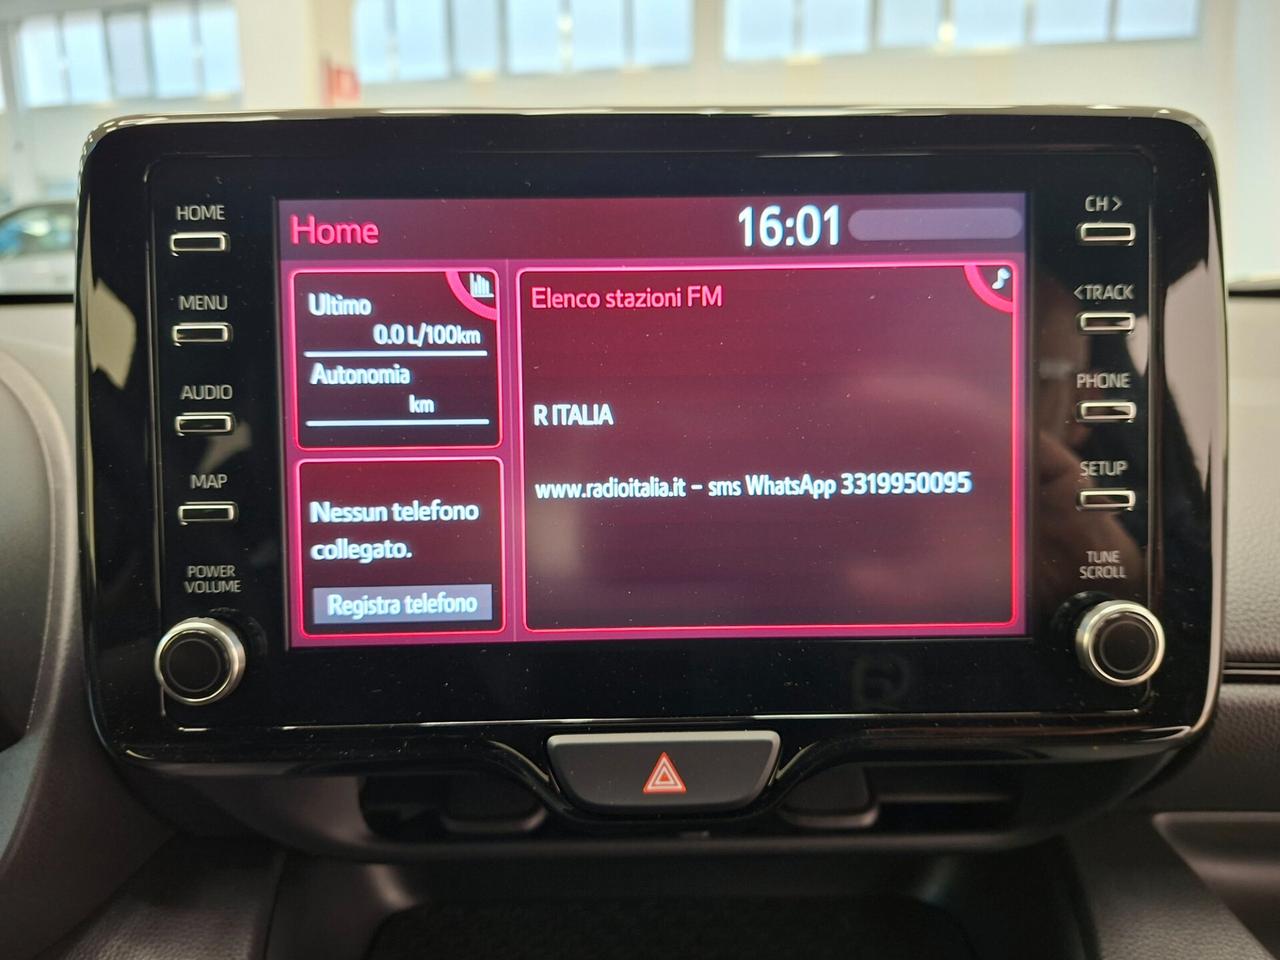 HOME
MENU
AUDIO
MAP
POWER
VOLUME
Home
16:01
Ultimo
0.0 L/100km
Autonomia
km
Nessun telefono
collegato.
Registra telefono
Elenco stazioni FM
R ITALIA
www.radioitalia.it - sms WhatsApp 3319950095
CH >
<TRACK
PHONE
SETUP
TUNE
SCROLL